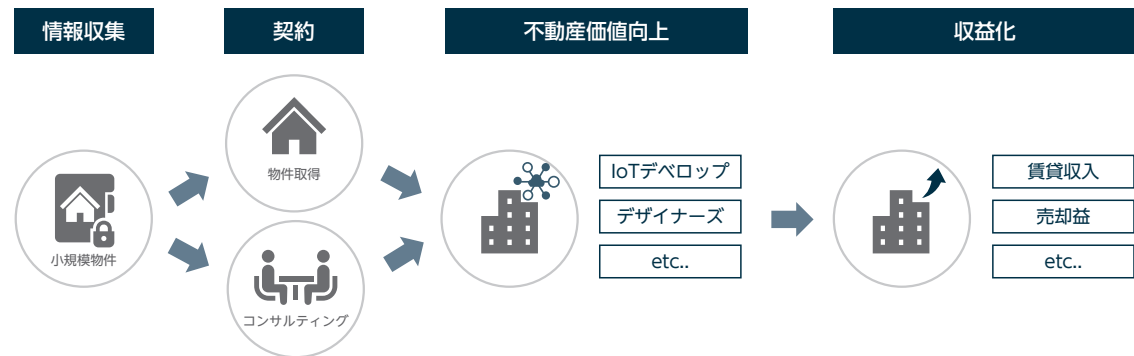 情報収集
契約
不動産価値向上
収益化
小規模物件
物件取得
コンサルティング
IoTデベロップ
デザイナーズ
etc..
賃貸収入
売却益
etc..